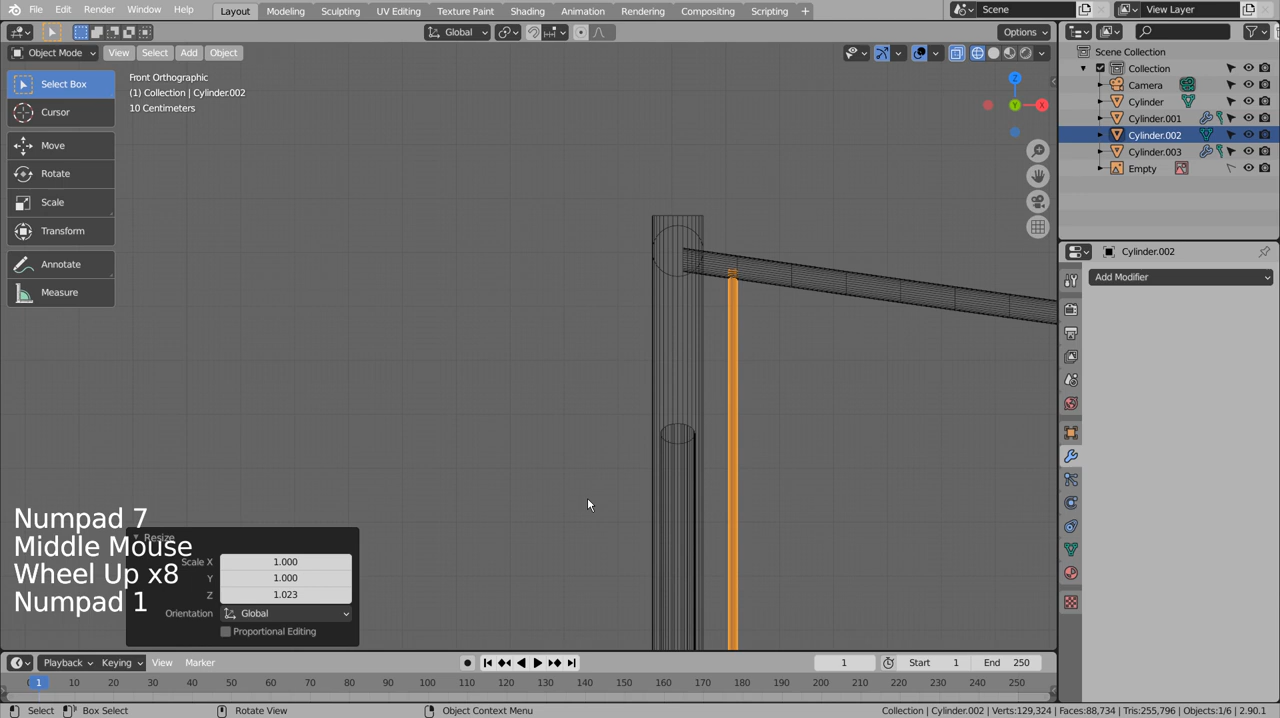 File Edit Render Window Help Layout Modeling Sculpting UV Editing Texture Paint Shading Animation Rendering Compositing Scripting + Scene View Layer
Global Options
Object Mode View Select Add Object
Scene Collection
Collection
Camera
Cylinder
Cylinder.001
Cylinder.002
Cylinder.003
Empty
Select Box
Cursor
Move
Rotate
Scale
Transform
Annotate
Measure
Front Orthographic
(1) Collection | Cylinder.002
10 Centimeters
Z
Y
X
Cylinder.002
Add Modifier
Numpad 7
Middle Mouse
Wheel Up x8
Numpad 1
Resize
Scale X 1.000
Y 1.000
Z 1.023
Orientation Global
Proportional Editing
Playback Keying View Marker 1 Start 1 End 250
1 10 20 30 40 50 60 70 80 90 100 110 120 130 140 150 160 170 180 190 200 210 220 230 240 250
Select Box Select Rotate View Object Context Menu Collection | Cylinder.002 | Verts:129,324 | Faces:88,734 | Tris:255,796 | Objects:1/6 | 2.90.1